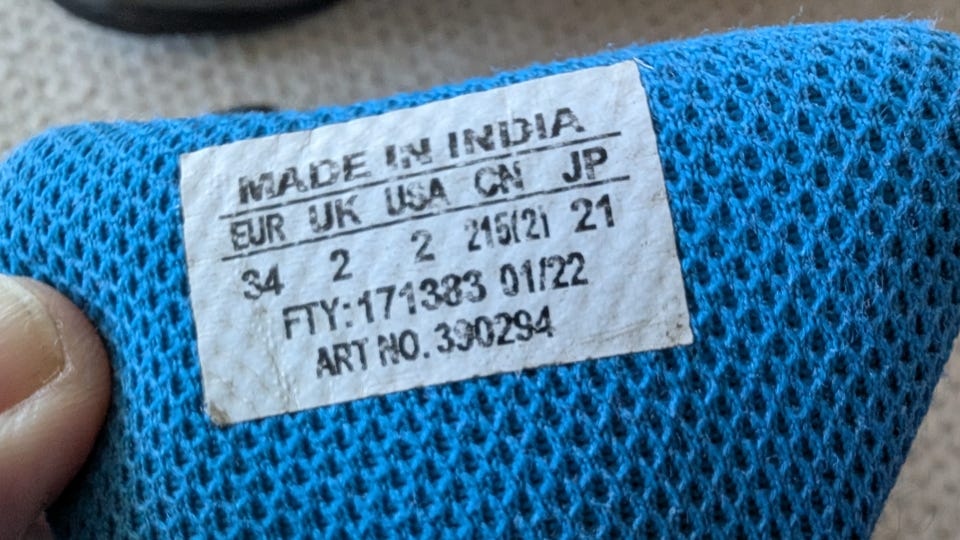 MADE IN INDIA
EUR UK USA CN JP
34 2 2 215(2) 21
FTY:171383 01/22
ART NO. 390294